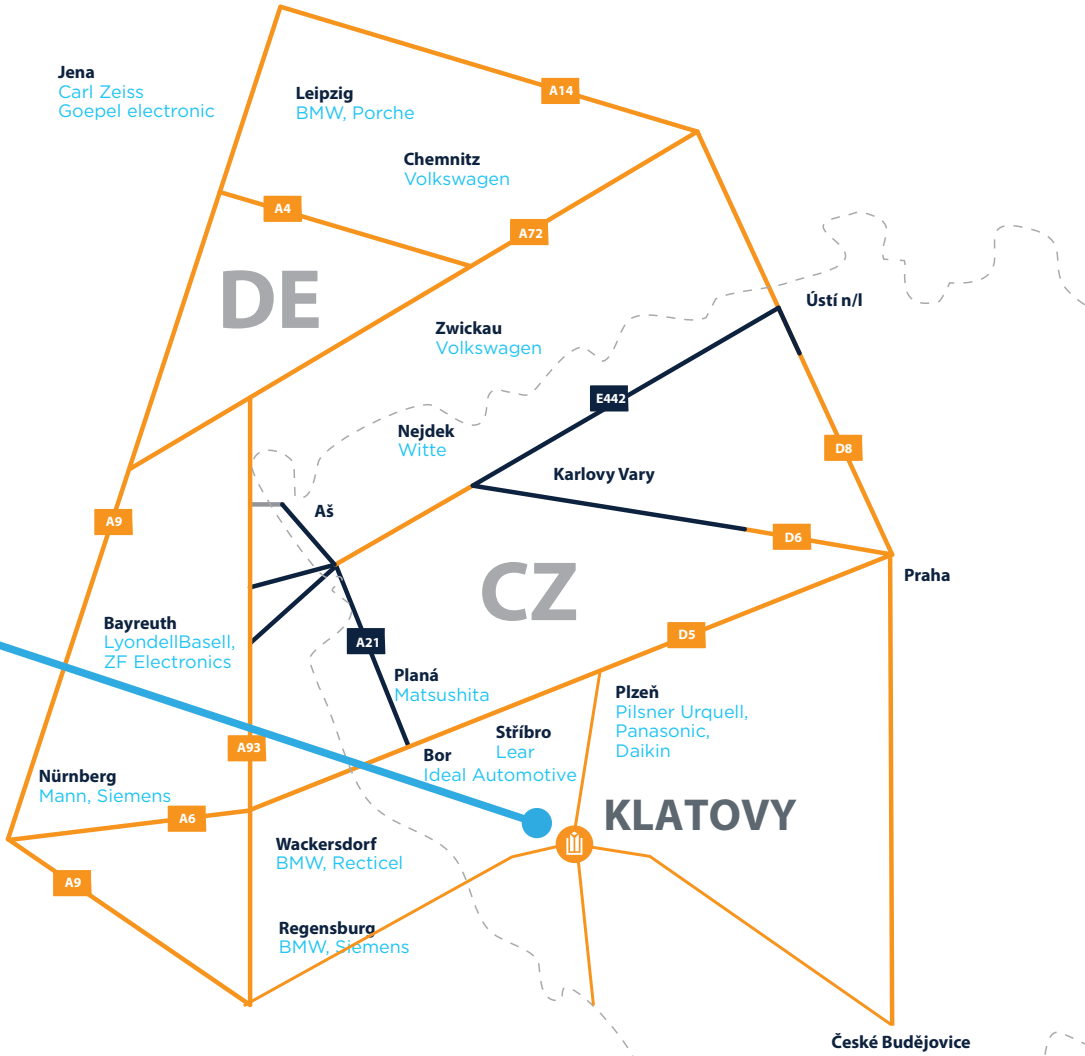 Jena
Carl Zeiss
Goepel electronic
A14
Leipzig
BMW, Porche
Chemnitz
Volkswagen
A4
A72
DE
Ústí n/l
Zwickau
Volkswagen
E442
Nejdek
Witte
D8
Karlovy Vary
Aš
A9
D6
CZ
Praha
Bayreuth
LyondellBasell,
ZF Electronics
A21
D5
Planá
Matsushita
Plzeň
Pilsner Urquell,
Panasonic,
Daikin
Stříbro
Lear
A93
Bor
Ideal Automotive
Nürnberg
Mann, Siemens
A6
KLATOVY
Wackersdorf
BMW, Recticel
A9
Regensburg
BMW, Siemens
České Budějovice